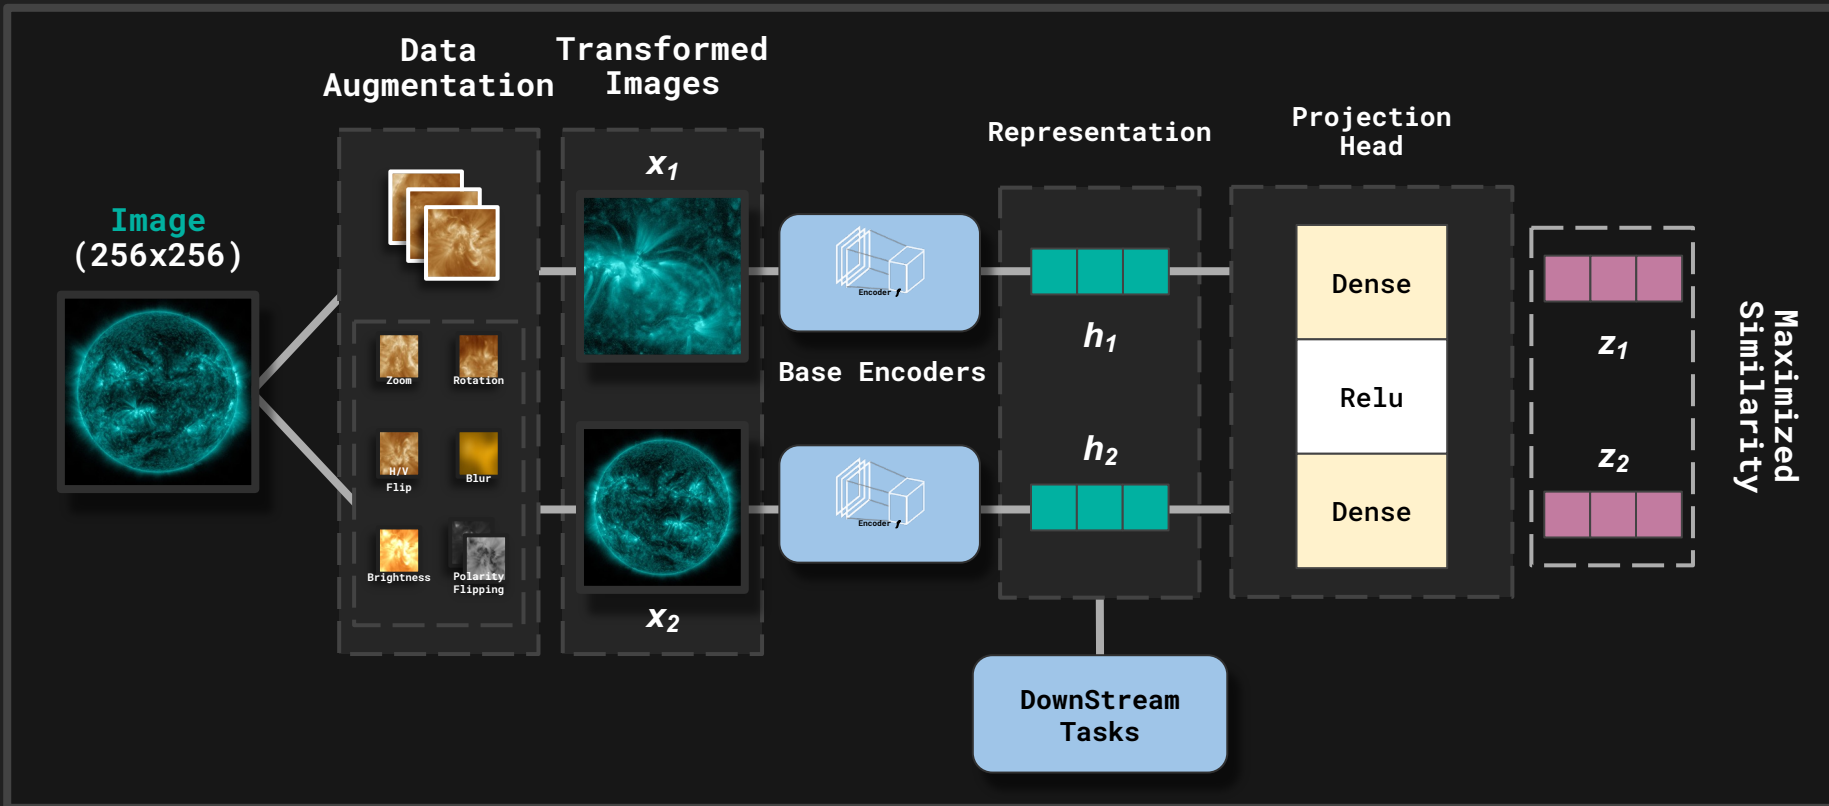 Data
Augmentation
Transformed
Images
Representation
Projection
Head
Image
(256x256)
x1
Zoom
Rotation
H/V
Flip
Blur
Brightness
Polarity
Flipping
x2
Encoder f
Base Encoders
Encoder f
h1
h2
Dense
Relu
Dense
z1
z2
Maximized
Similarity
DownStream
Tasks